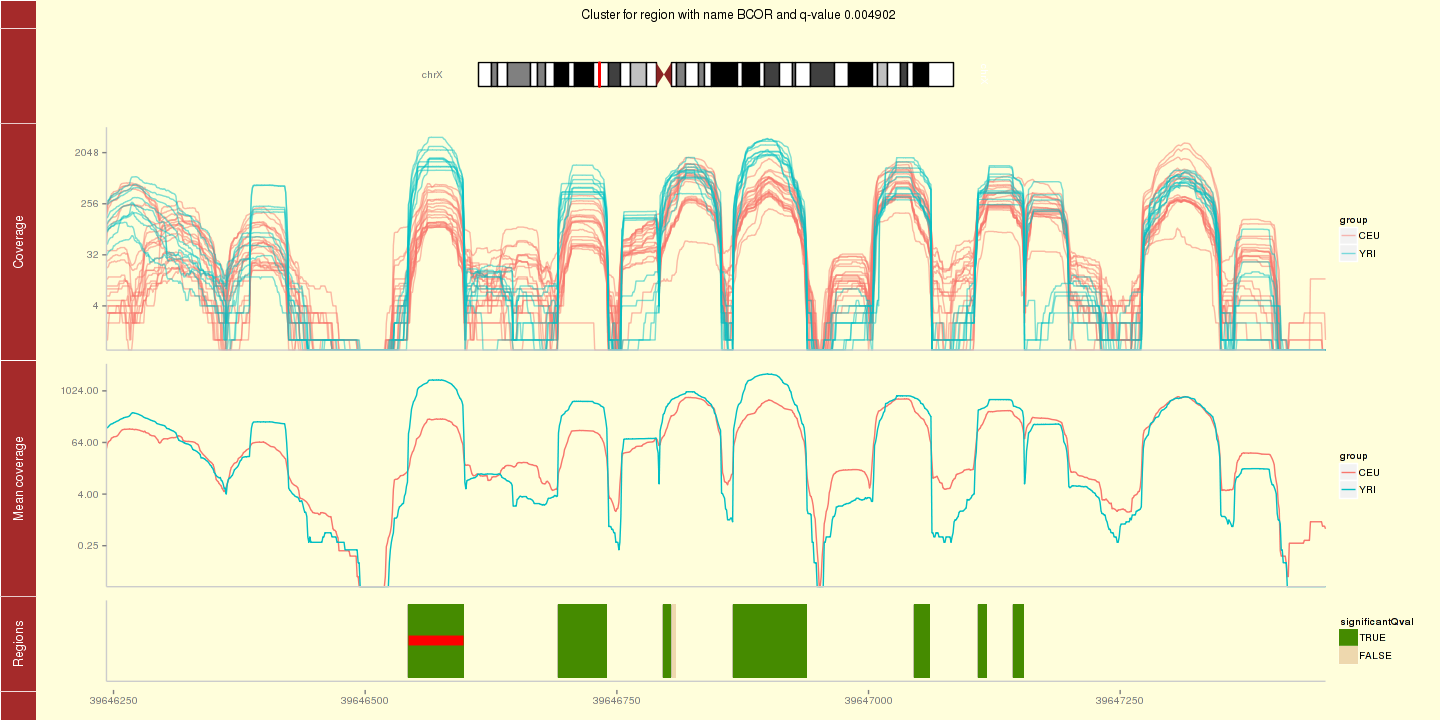 Cluster for region with name BCOR and q-value 0.004902
chrX
Coverage
2048
256
32
4
group
CEU
YRI
Mean coverage
1024.00
64.00
4.00
0.25
group
CEU
YRI
Regions
significantQval
TRUE
FALSE
39646250
39646500
39646750
39647000
39647250